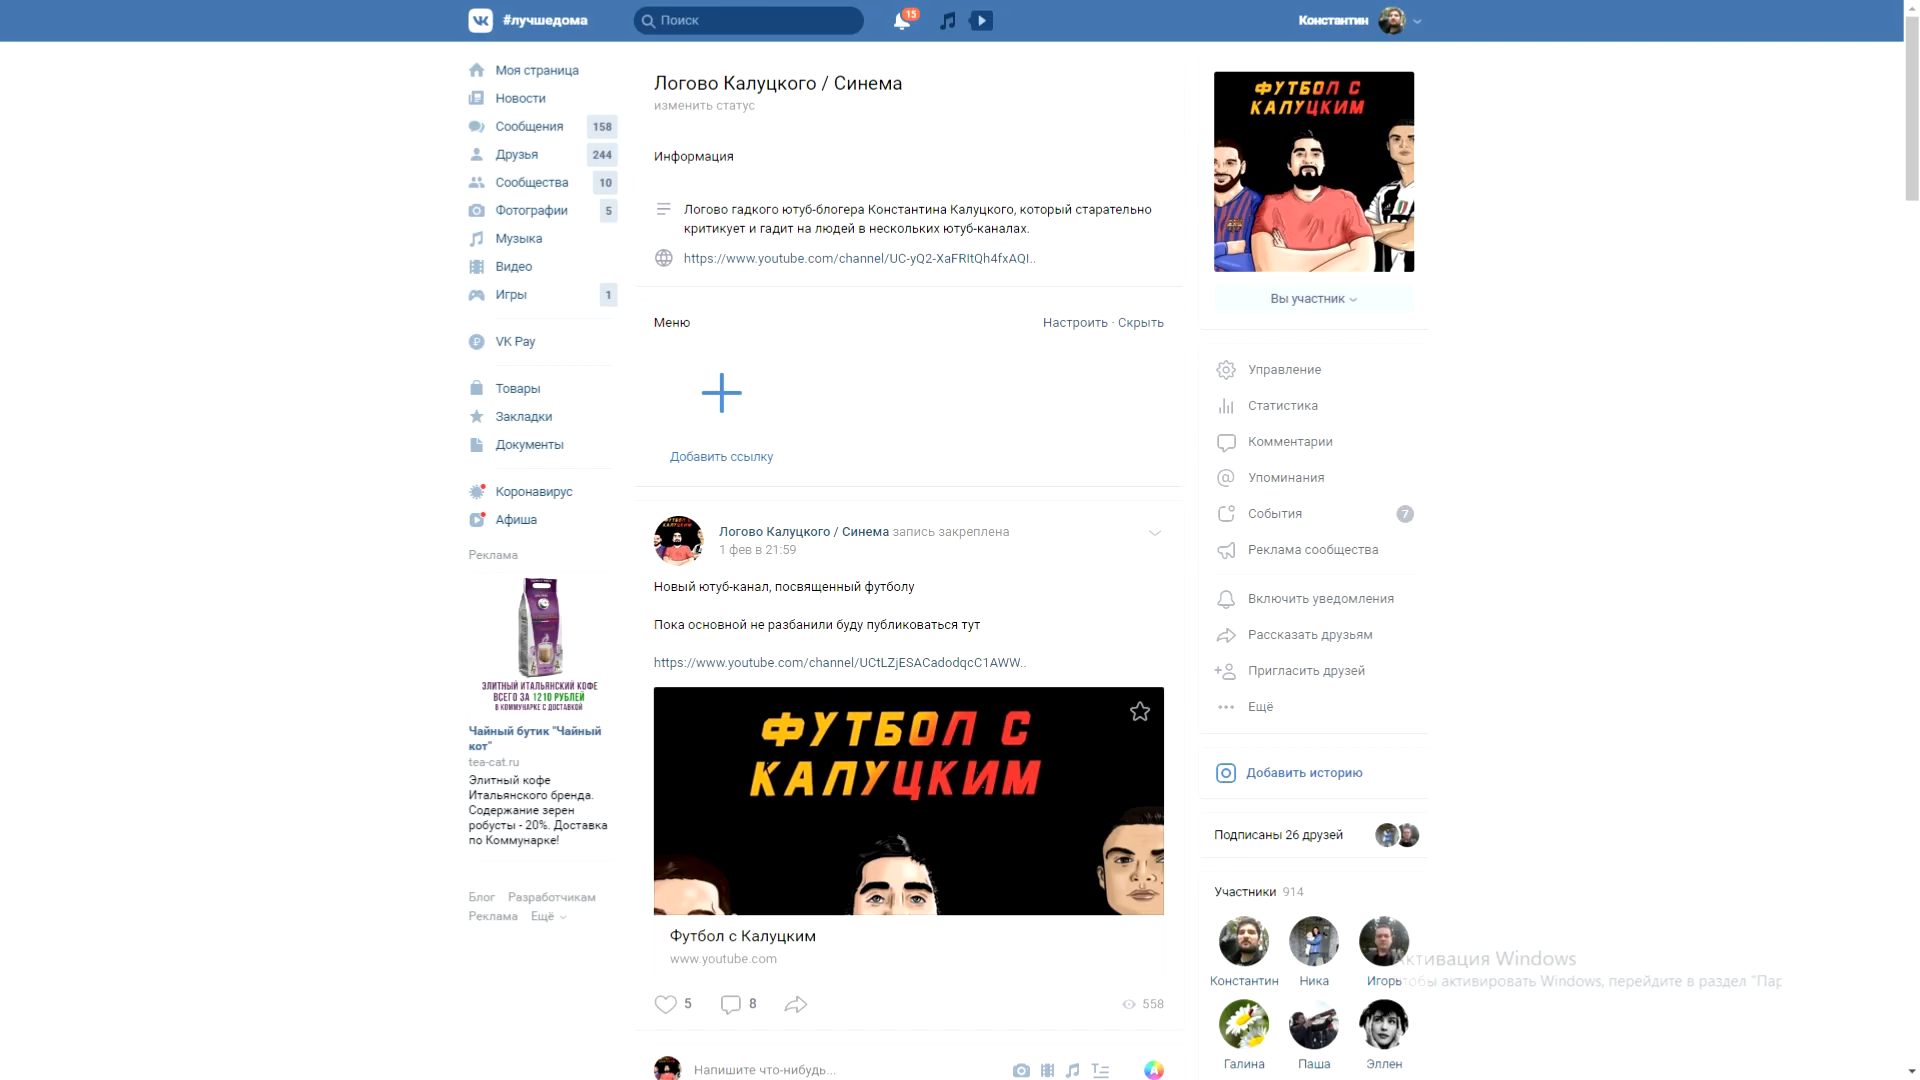 #лучшедома
Поиск
15
Константин
Моя страница
Новости
Сообщения 158
Друзья 244
Сообщества 10
Фотографии 5
Музыка
Видео
Игры 1
VK Pay
Товары
Закладки
Документы
Коронавирус
Афиша
Реклама
ЭЛИТНЫЙ ИТАЛЬЯНСКИЙ КОФЕ
ВСЕГО ЗА 1210 РУБЛЕЙ
В КОММУНАРКЕ С ДОСТАВКОЙ
Чайный бутик "Чайный
кот"
tea-cat.ru
Элитный кофе
Итальянского бренда.
Содержание зерен
робусты - 20%. Доставка
по Коммунарке!
Блог Разработчикам
Реклама Ещё
Логово Калуцкого / Синема
изменить статус
Информация
Логово гадкого ютуб-блогера Константина Калуцкого, который старательно
критикует и гадит на людей в нескольких ютуб-каналах.
https://www.youtube.com/channel/UC-yQ2-XaFRItQh4fxAQI..
Меню
Настроить · Скрыть
Добавить ссылку
Логово Калуцкого / Синема запись закреплена
1 фев в 21:59
Новый ютуб-канал, посвященный футболу
Пока основной не разбанили буду публиковаться тут
https://www.youtube.com/channel/UCtLZjESACadodqcC1AWW..
ФУТБОЛ С
КАЛУЦКИМ
Футбол с Калуцким
www.youtube.com
5 8 558
Напишите что-нибудь...
ФУТБОЛ С
КАЛУЦКИМ
Вы участник
Управление
Статистика
Комментарии
Упоминания
События 7
Реклама сообщества
Включить уведомления
Рассказать друзьям
Пригласить друзей
Ещё
Добавить историю
Подписаны 26 друзей
Участники 914
Константин Ника Игорь
Галина Паша Эллен
Активация Windows
Чтобы активировать Windows, перейдите в раздел "Пар